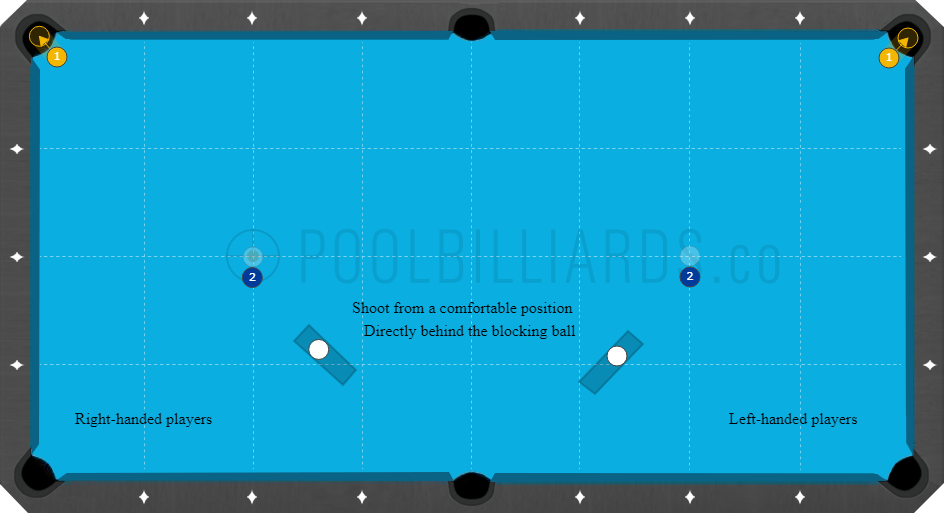 1
1
POOLBILLIARDS.co
2
2
Shoot from a comfortable position
Directly behind the blocking ball
Right-handed players
Left-handed players